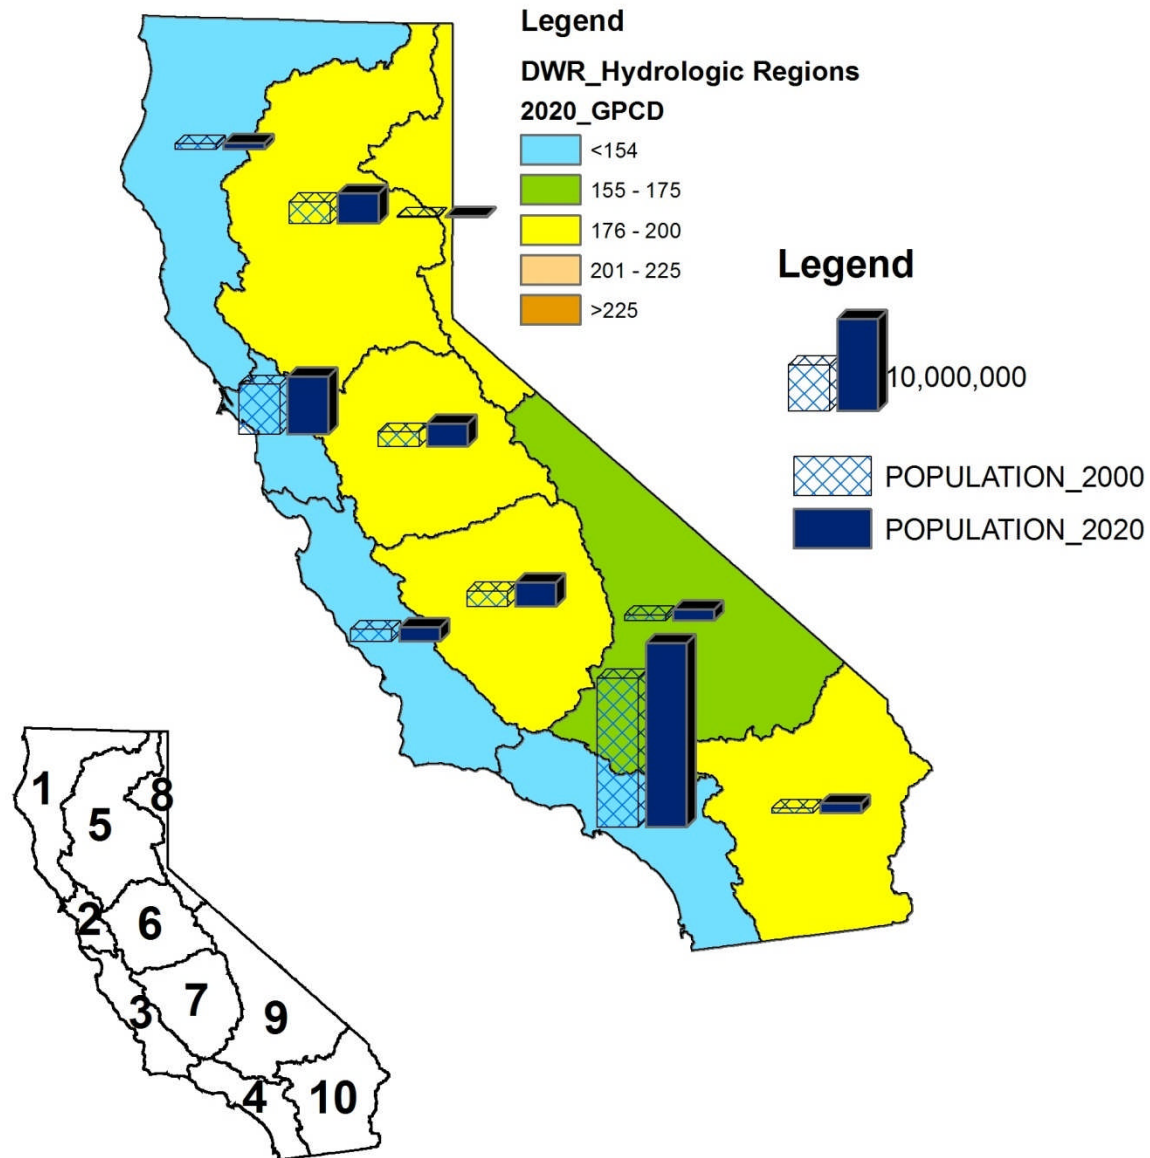 Legend
DWR_Hydrologic Regions
2020_GPCD
<154
155 - 175
176 - 200
201 - 225
>225
Legend
10,000,000
POPULATION_2000
POPULATION_2020
1
8
5
2
6
3
7
9
4
10